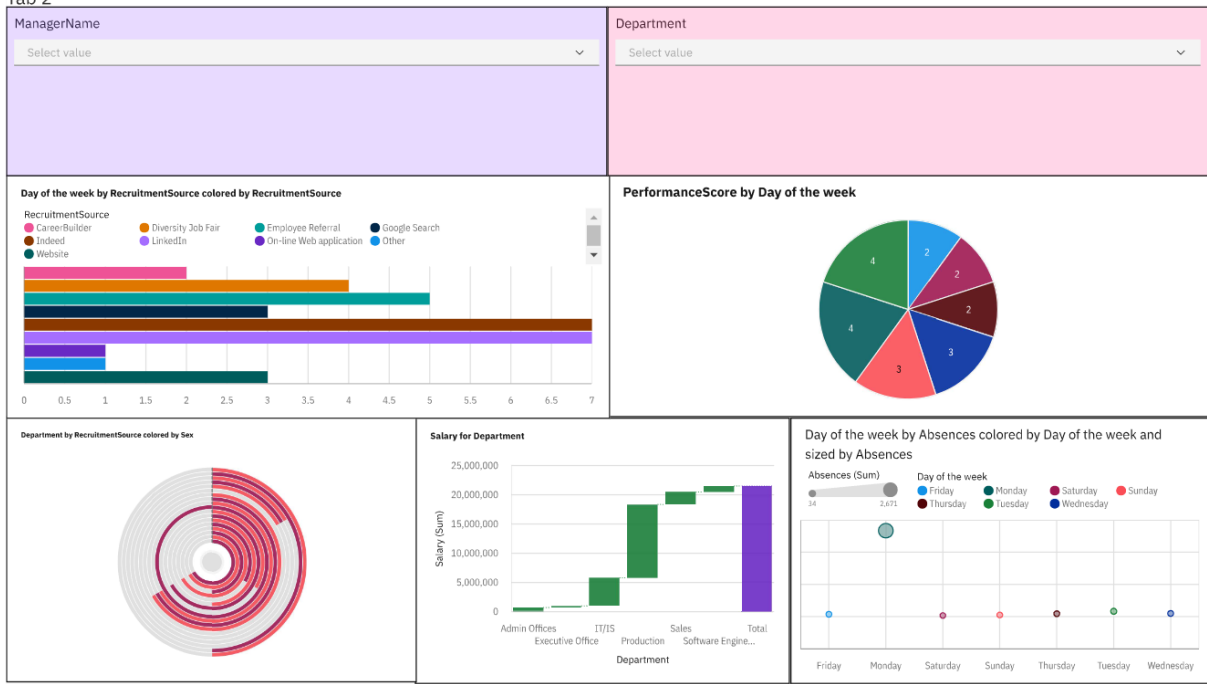 Tab 2
ManagerName
Select value
Department
Select value
Day of the week by RecruitmentSource colored by RecruitmentSource
RecruitmentSource
CareerBuilder Diversity Job Fair Employee Referral Google Search
Indeed LinkedIn On-line Web application Other
Website
0 0.5 1 1.5 2 2.5 3 3.5 4 4.5 5 5.5 6 6.5 7
PerformanceScore by Day of the week
2
2
2
3
3
4
4
Department by RecruitmentSource colored by Sex
Salary for Department
Salary (Sum)
25,000,000
20,000,000
15,000,000
10,000,000
5,000,000
0
Admin Offices IT/IS Sales Total
Executive Office Production Software Engine...
Department
Day of the week by Absences colored by Day of the week and
sized by Absences
Absences (Sum)
34 2,671
Day of the week
Friday Monday Saturday Sunday
Thursday Tuesday Wednesday
Friday Monday Saturday Sunday Thursday Tuesday Wednesday